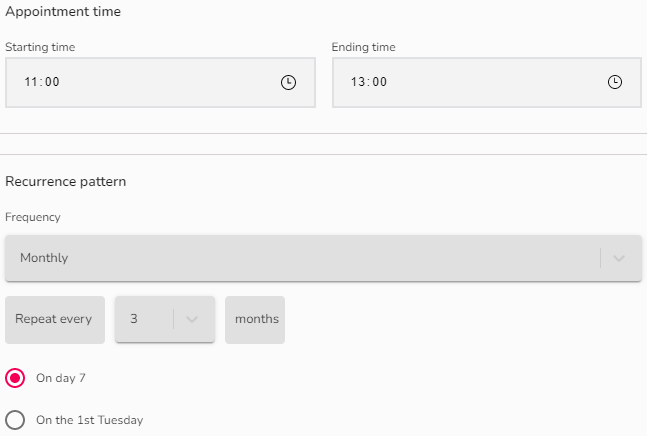 Appointment time
Starting time Ending time
11:00 13:00
Recurrence pattern
Frequency
Monthly
Repeat every 3 months
On day 7
On the 1st Tuesday